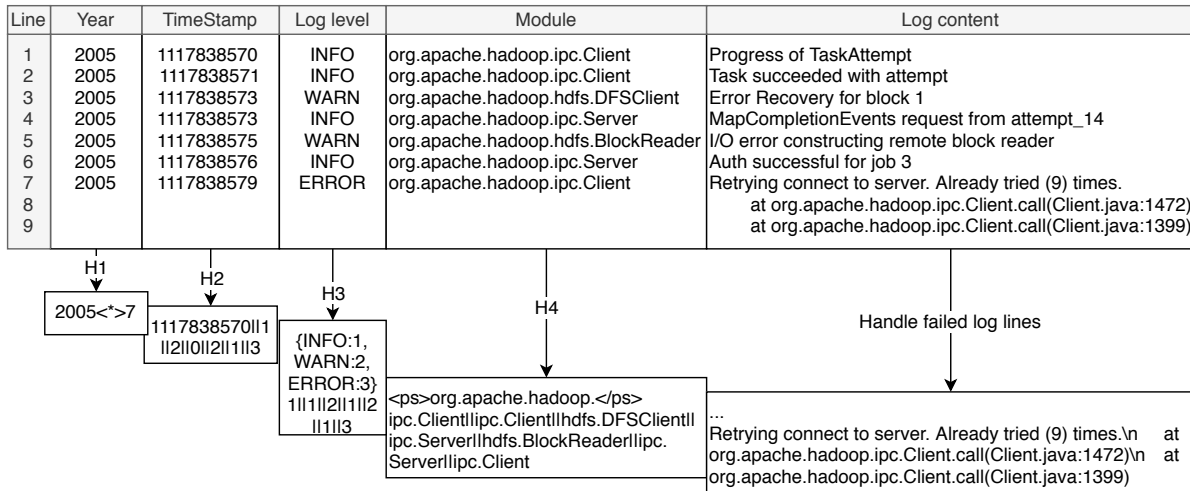 Line Year TimeStamp Log level Module Log content
1 2005 1117838570 INFO org.apache.hadoop.ipc.Client Progress of TaskAttempt
2 2005 1117838571 INFO org.apache.hadoop.ipc.Client Task succeeded with attempt
3 2005 1117838573 WARN org.apache.hadoop.hdfs.DFSClient Error Recovery for block 1
4 2005 1117838573 INFO org.apache.hadoop.ipc.Server MapCompletionEvents request from attempt_14
5 2005 1117838575 WARN org.apache.hadoop.hdfs.BlockReader I/O error constructing remote block reader
6 2005 1117838576 INFO org.apache.hadoop.ipc.Server Auth successful for job 3
7 2005 1117838579 ERROR org.apache.hadoop.ipc.Client Retrying connect to server. Already tried (9) times.
8 at org.apache.hadoop.ipc.Client.call(Client.java:1472)
9 at org.apache.hadoop.ipc.Client.call(Client.java:1399)
H1
2005<*>7
H2
1117838570||1
||2||0||2||1||3
H3
{INFO:1,
WARN:2,
ERROR:3}
1||1||2||1||2
||1||3
H4
<ps>org.apache.hadoop.</ps>
ipc.Client||ipc.Client||hdfs.DFSClient||
ipc.Server||hdfs.BlockReader||ipc.
Server||ipc.Client
Handle failed log lines
...
Retrying connect to server. Already tried (9) times.\n at
org.apache.hadoop.ipc.Client.call(Client.java:1472)\n at
org.apache.hadoop.ipc.Client.call(Client.java:1399)